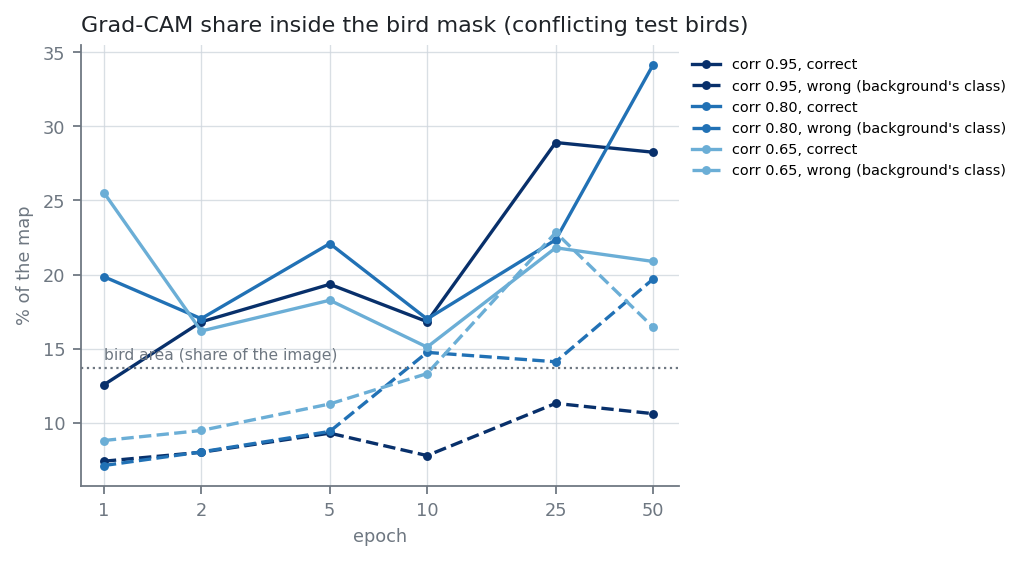 Grad-CAM share inside the bird mask (conflicting test birds)
35
30
25
20
15
10
% of the map
bird area (share of the image)
1
2
5
10
25
50
epoch
corr 0.95, correct
corr 0.95, wrong (background's class)
corr 0.80, correct
corr 0.80, wrong (background's class)
corr 0.65, correct
corr 0.65, wrong (background's class)